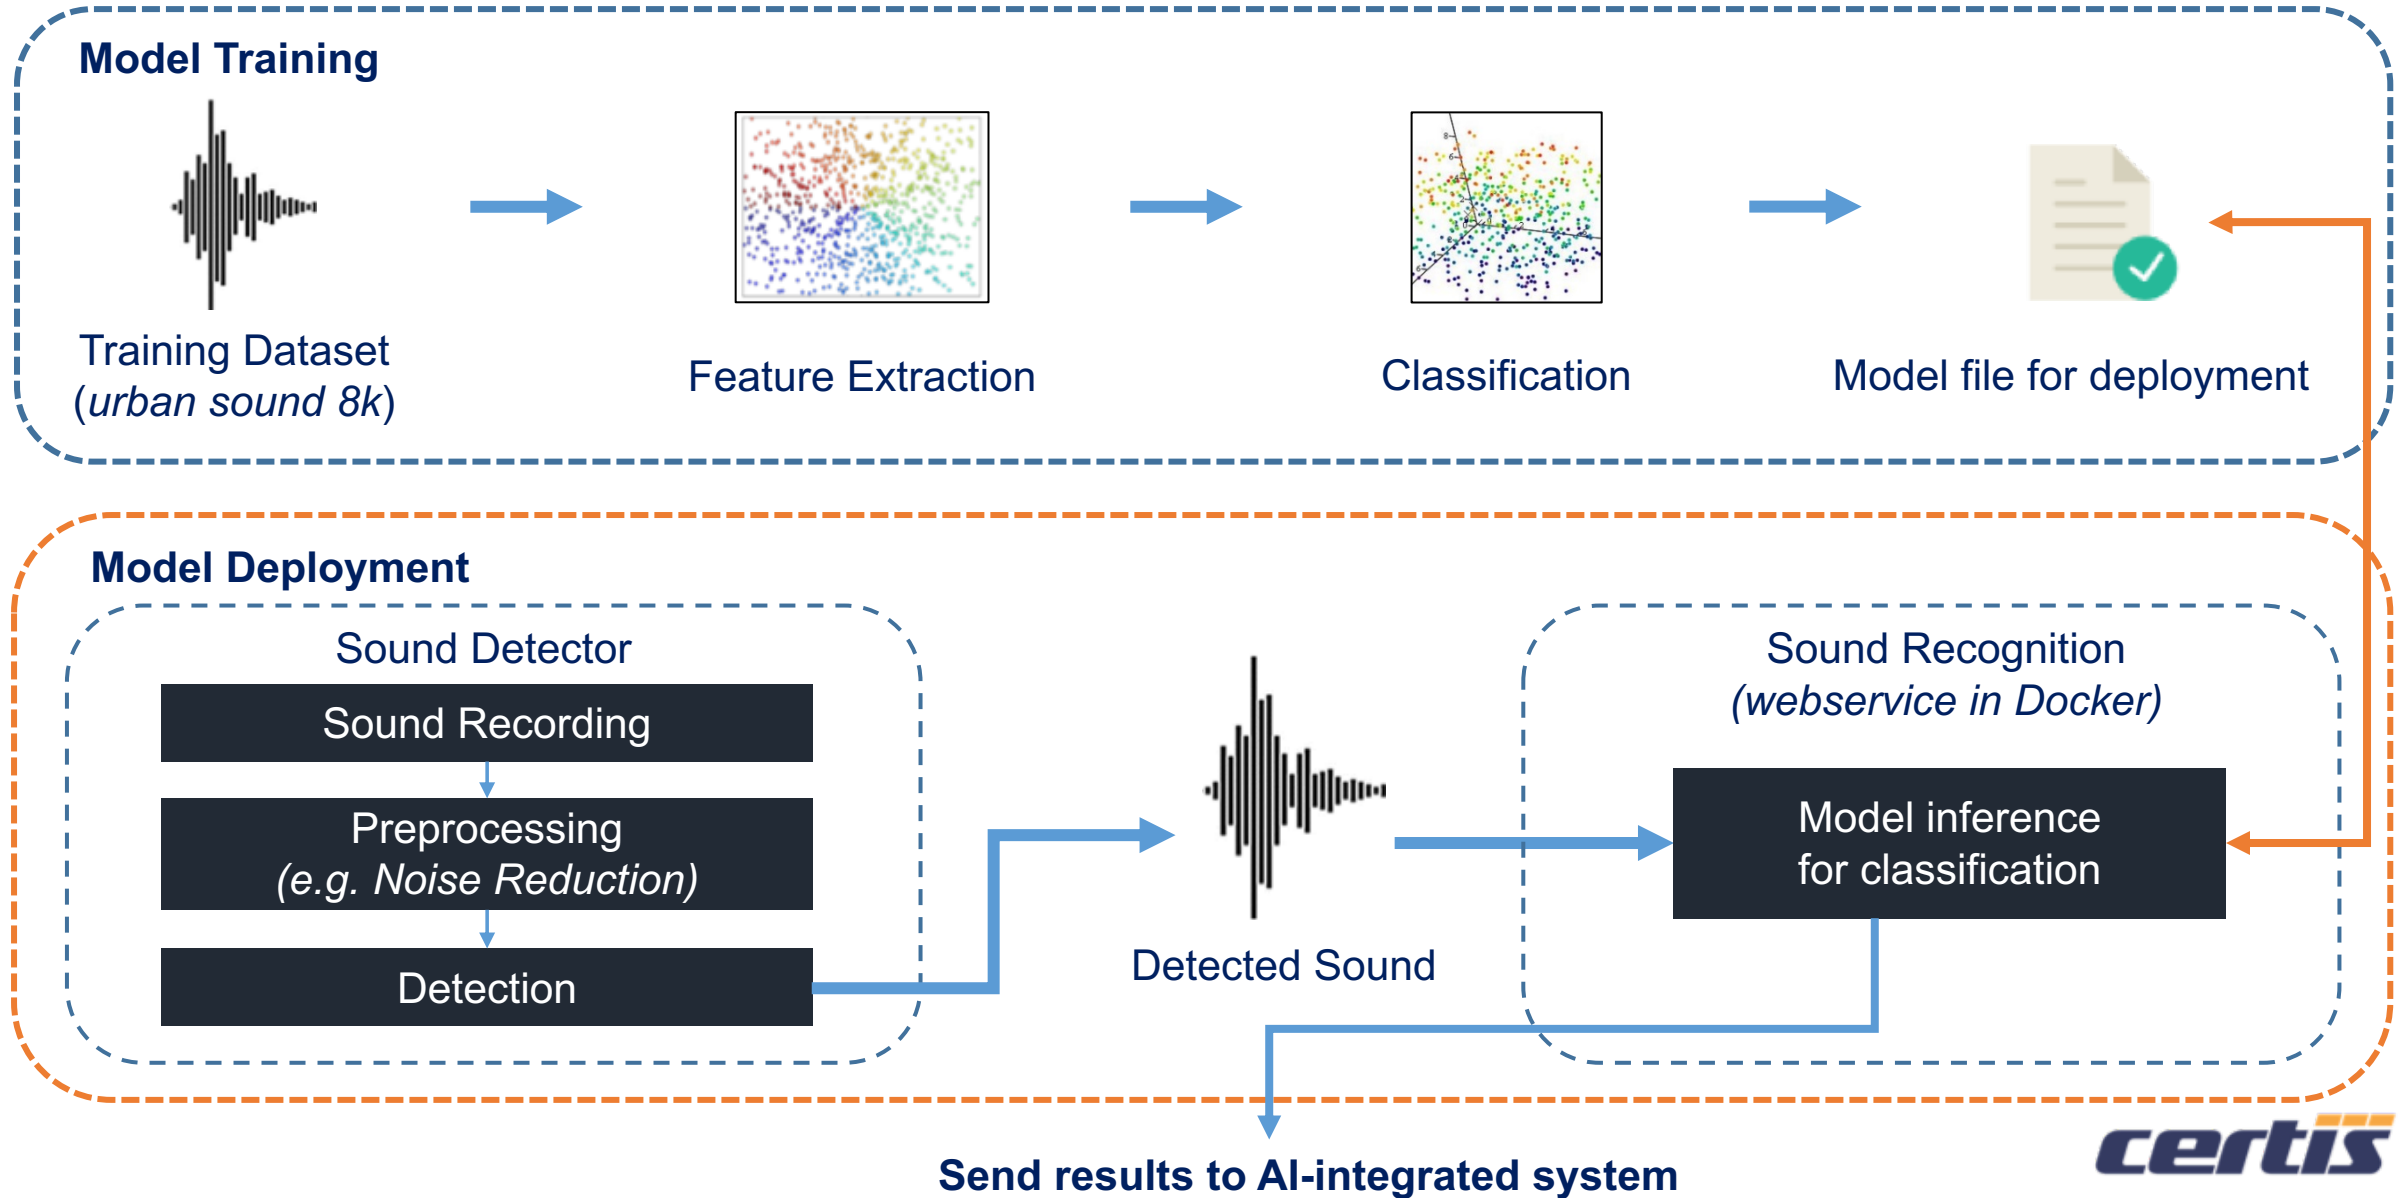 Model Training
Training Dataset
(urban sound 8k)
Feature Extraction
Classification
Model file for deployment
Model Deployment
Sound Detector
Sound Recording
Preprocessing
(e.g. Noise Reduction)
Detection
Detected Sound
Sound Recognition
(webservice in Docker)
Model inference
for classification
Send results to AI-integrated system
certis